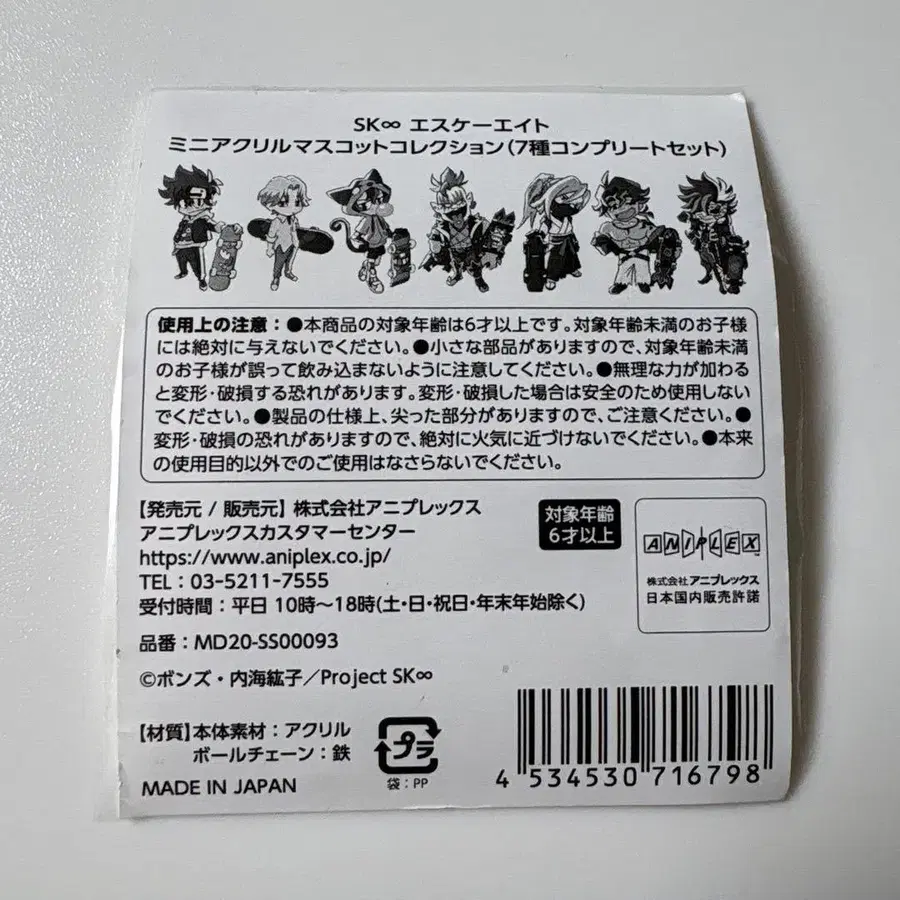 SK∞ エスケーエイト
ミニアクリルマスコットコレクション(7種コンプリートセット)
使用上の注意:●本商品の対象年齢は6才以上です。対象年齢未満のお子様
には絶対に与えないでください。●小さな部品がありますので、対象年齢未満
のお子様が誤って飲み込まないように注意してください。●無理な力が加わる
と変形・破損する恐れがあります。変形・破損した場合は安全のため使用しない
でください。●製品の仕様上、尖った部分がありますので、ご注意ください。●
変形・破損の恐れがありますので、絶対に火気に近づけないでください。●本来
の使用目的以外でのご使用はなさらないでください。
【発売元 / 販売元】株式会社アニプレックス
アニプレックスカスタマーセンター
https://www.aniplex.co.jp/
TEL:03-5211-7555
受付時間:平日 10時〜18時(土・日・祝日・年末年始除く)
対象年齢
6才以上
ANIPLEX
株式会社アニプレックス
日本国内販売許諾
品番:MD20-SS00093
©ボンズ・内海紘子/Project SK∞
【材質】本体素材:アクリル
ボールチェーン:鉄
MADE IN JAPAN
プラ
袋:PP
4 534530 716798